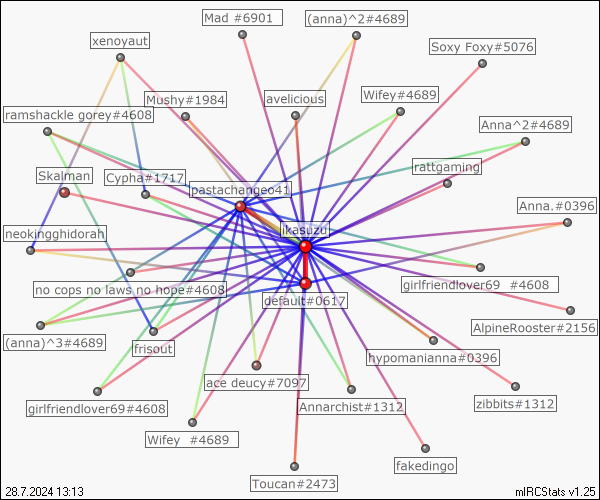 Mad #6901
(anna)^2#4689
xenoyaut
Soxy Foxy#5076
Mushy#1984
avelicious
Wifey#4689
ramshackle gorey#4608
Anna^2#4689
Skalman
Cypha#1717
rattgaming
pastachangeo41
Anna.#0396
neokingghidorah
ikasuzu
no cops no laws no hope#4608
default#0617
girlfriendlover69 #4608
AlpineRooster#2156
(anna)^3#4689
frisout
hypomanianna#0396
ace deucy#7097
girlfriendlover69#4608
Annarchist#1312
zibbits#1312
Wifey #4689
fakedingo
Toucan#2473
28.7.2024 13:13
mIRCStats v1.25